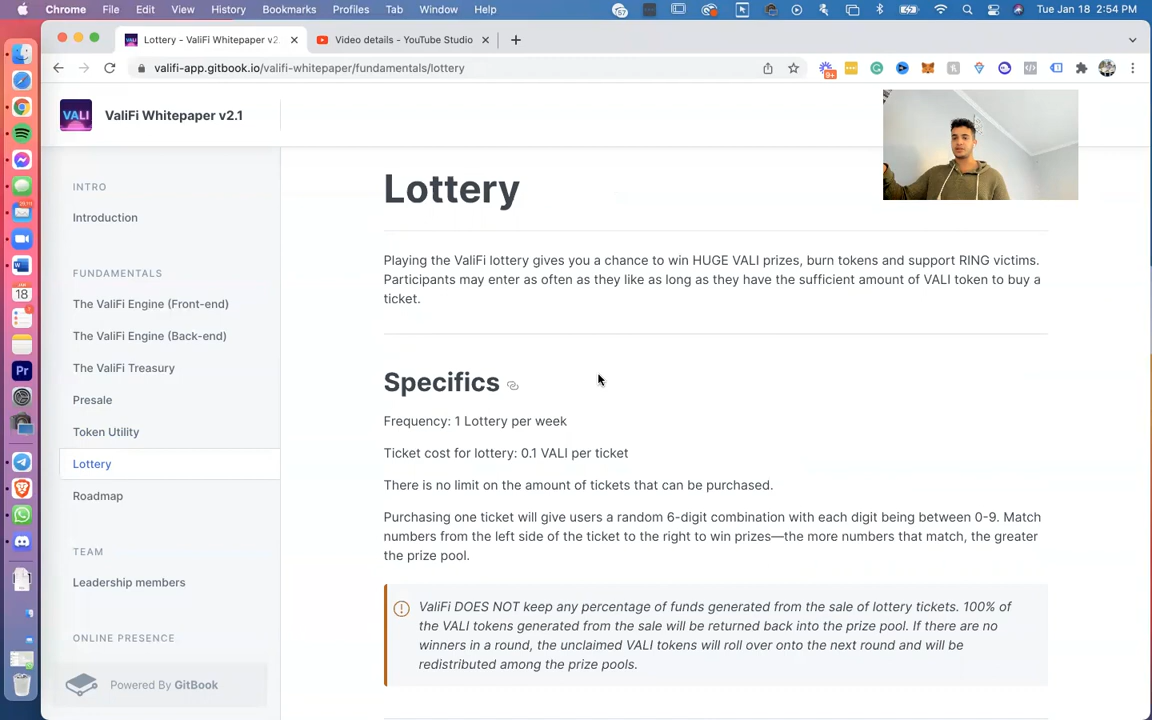 Chrome File Edit View History Bookmarks Profiles Tab Window Help Tue Jan 18 2:54 PM
Lottery - ValiFi Whitepaper v2. Video details - YouTube Studio
valifi-app.gitbook.io/valifi-whitepaper/fundamentals/lottery
VALI ValiFi Whitepaper v2.1
INTRO
Introduction
FUNDAMENTALS
The ValiFi Engine (Front-end)
The ValiFi Engine (Back-end)
The ValiFi Treasury
Presale
Token Utility
Lottery
Roadmap
TEAM
Leadership members
ONLINE PRESENCE
Powered By GitBook
Lottery
Playing the ValiFi lottery gives you a chance to win HUGE VALI prizes, burn tokens and support RING victims.
Participants may enter as often as they like as long as they have the sufficient amount of VALI token to buy a
ticket.
Specifics
Frequency: 1 Lottery per week
Ticket cost for lottery: 0.1 VALI per ticket
There is no limit on the amount of tickets that can be purchased.
Purchasing one ticket will give users a random 6-digit combination with each digit being between 0-9. Match
numbers from the left side of the ticket to the right to win prizes—the more numbers that match, the greater
the prize pool.
ValiFi DOES NOT keep any percentage of funds generated from the sale of lottery tickets. 100% of
the VALI tokens generated from the sale will be returned back into the prize pool. If there are no
winners in a round, the unclaimed VALI tokens will roll over onto the next round and will be
redistributed among the prize pools.